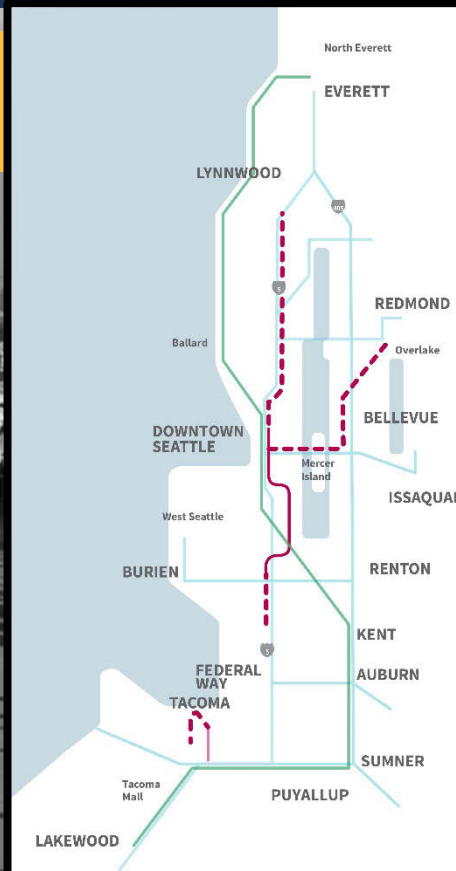 North Everett
EVERETT
LYNNWOOD
405
5
REDMOND
Ballard
Overlake
BELLEVUE
DOWNTOWN
SEATTLE
Mercer
Island
ISSAQUAH
West Seattle
BURIEN
RENTON
KENT
5
FEDERAL
WAY
AUBURN
TACOMA
SUMNER
Tacoma
Mall
PUYALLUP
LAKEWOOD